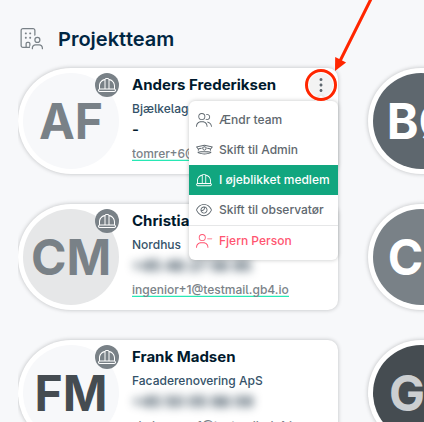 Projektteam
AF
Anders Frederiksen
Bjælkelag
-
tomrer+6
Ændr team
Skift til Admin
I øjeblikket medlem
Skift til observatør
Fjern Person
CM
Christia
Nordhus
ingenior+1@testmail.gb4.io
FM
Frank Madsen
Facaderenovering ApS
B
C
G